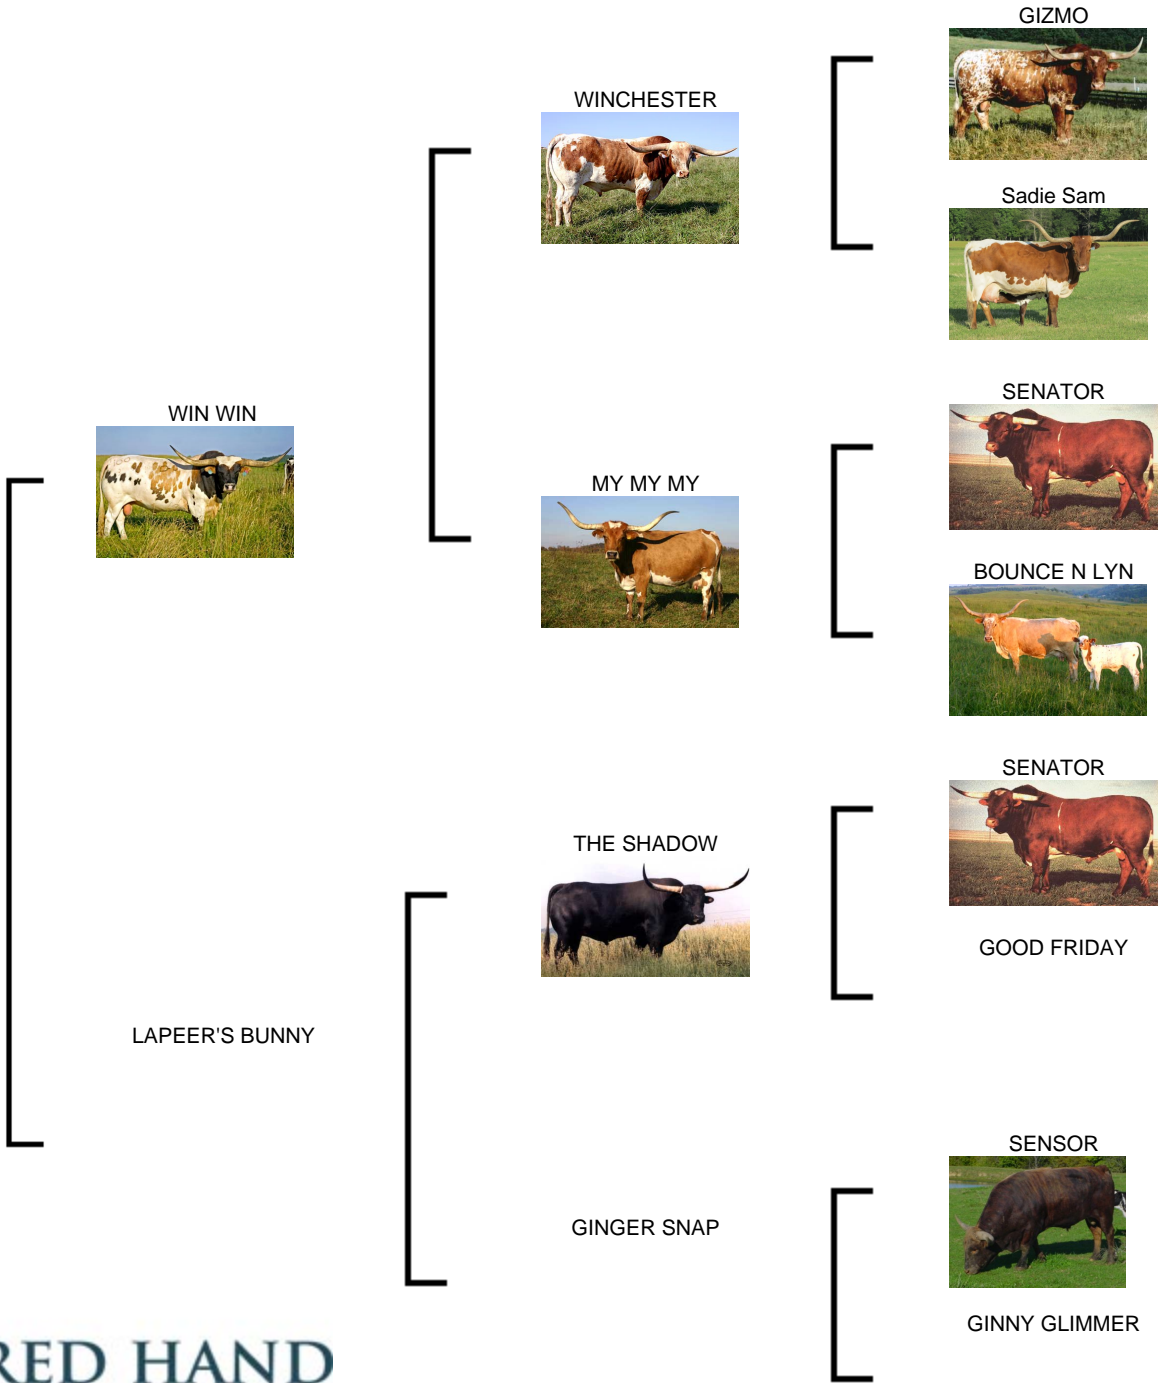 GIZMO
WINCHESTER
Sadie Sam
SENATOR
WIN WIN
MY MY MY
BOUNCE N LYN
SENATOR
THE SHADOW
GOOD FRIDAY
LAPEER'S BUNNY
SENSOR
GINGER SNAP
GINNY GLIMMER
RED HAND